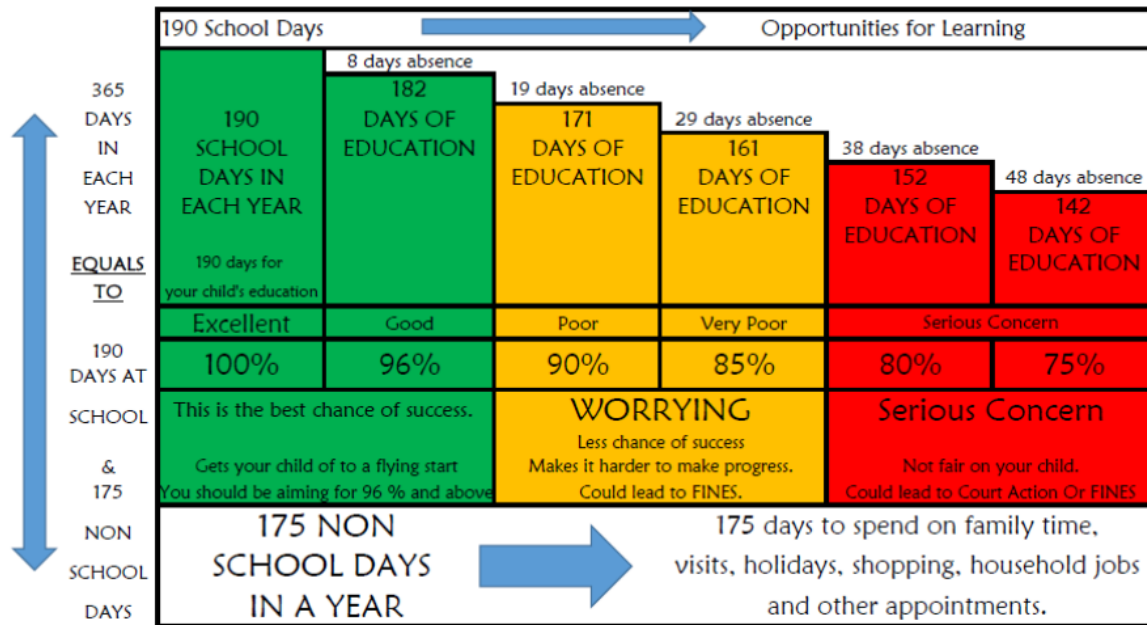 190 School Days
Opportunities for Learning
365
DAYS
IN
EACH
YEAR
EQUALS
TO
190
DAYS AT
SCHOOL
&
175
NON
SCHOOL
DAYS
190
SCHOOL
DAYS IN
EACH YEAR
190 days for
your child's education
8 days absence
182
DAYS OF
EDUCATION
19 days absence
171
DAYS OF
EDUCATION
29 days absence
161
DAYS OF
EDUCATION
38 days absence
152
DAYS OF
EDUCATION
48 days absence
142
DAYS OF
EDUCATION
Excellent
Good
Poor
Very Poor
Serious Concern
100%
96%
90%
85%
80%
75%
This is the best chance of success.
Gets your child of to a flying start
You should be aiming for 96 % and above
WORRYING
Less chance of success
Makes it harder to make progress.
Could lead to FINES.
Serious Concern
Not fair on your child.
Could lead to Court Action Or FINES
175 NON
SCHOOL DAYS
IN A YEAR
175 days to spend on family time,
visits, holidays, shopping, household jobs
and other appointments.